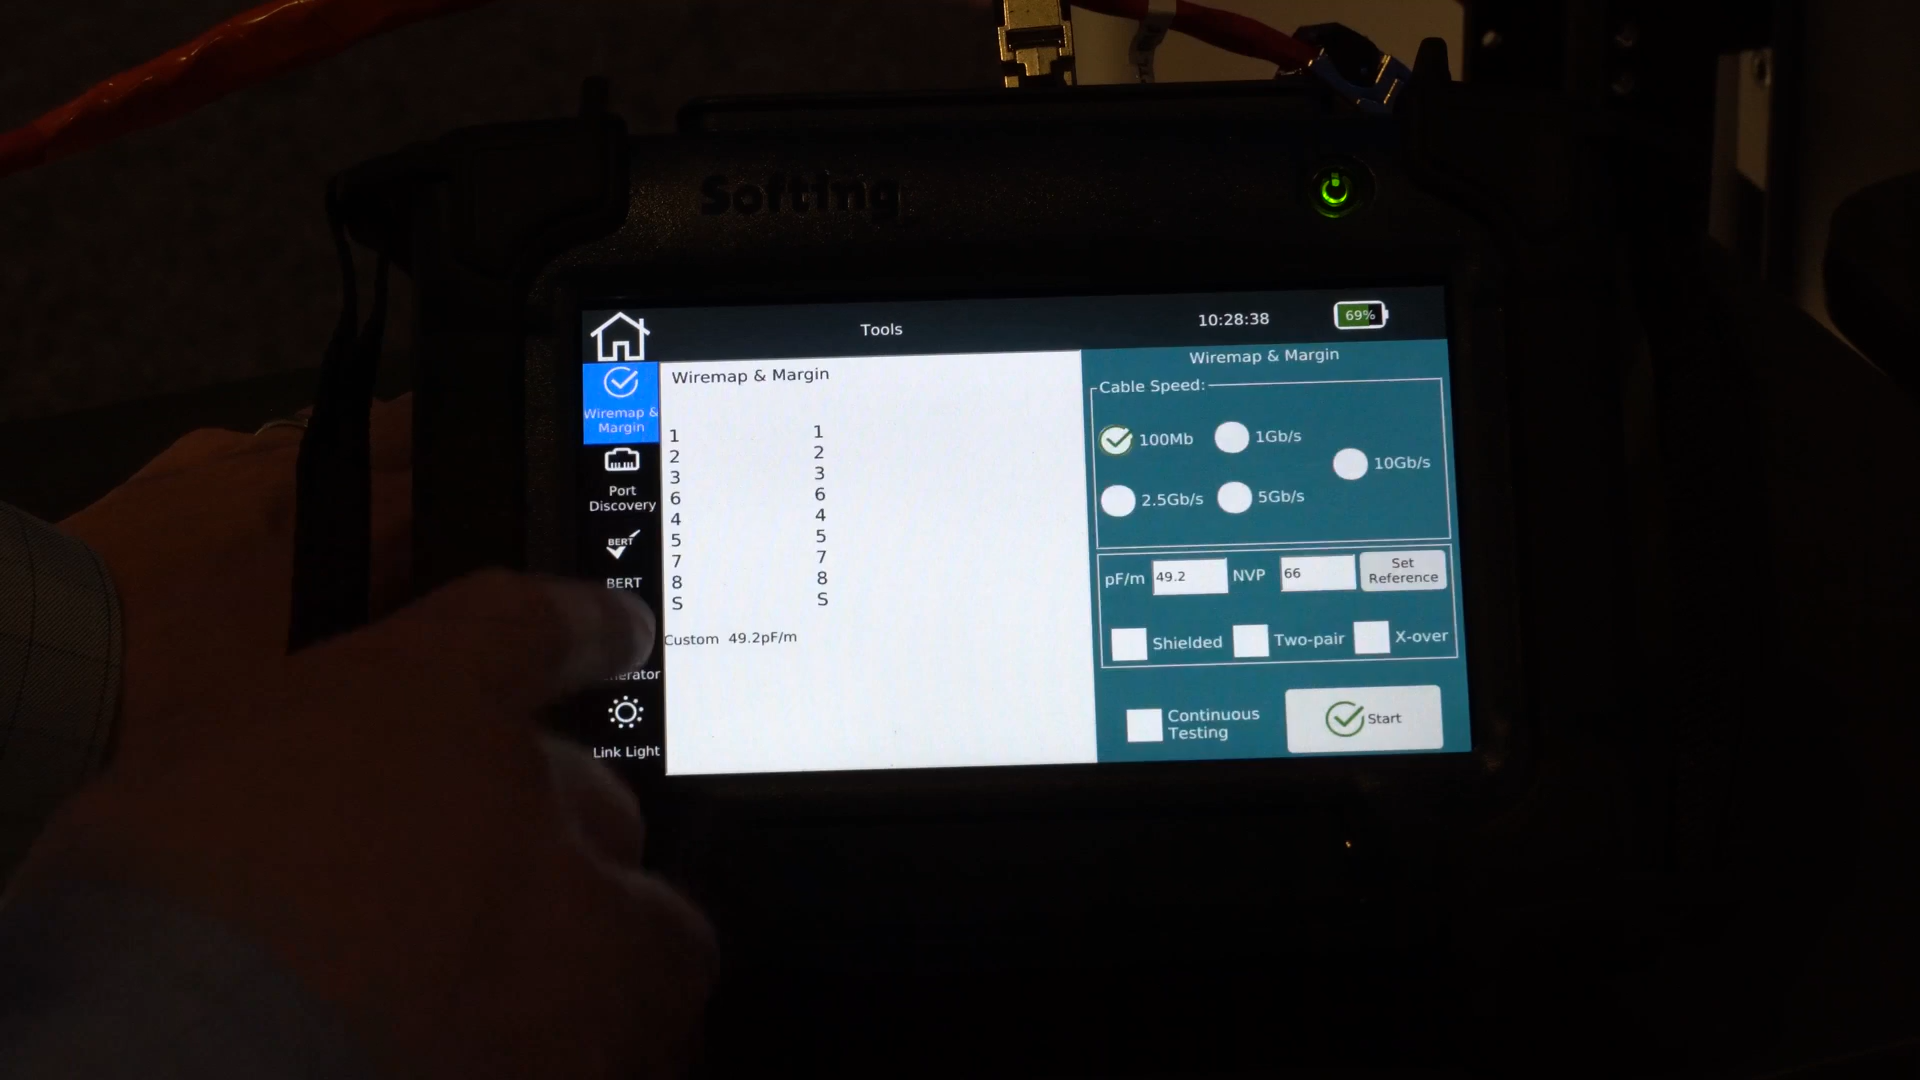 Softing
Tools
10:28:38
69%
Wiremap &
Margin
Port
Discovery
BERT
BERT
erator
Link Light
Wiremap & Margin
1 1
2 2
3 3
6 6
4 4
5 5
7 7
8 8
S S
Custom 49.2pF/m
Wiremap & Margin
Cable Speed:
100Mb
1Gb/s
10Gb/s
2.5Gb/s
5Gb/s
pF/m
49.2
NVP
66
Set
Reference
Shielded
Two-pair
X-over
Continuous
Testing
Start